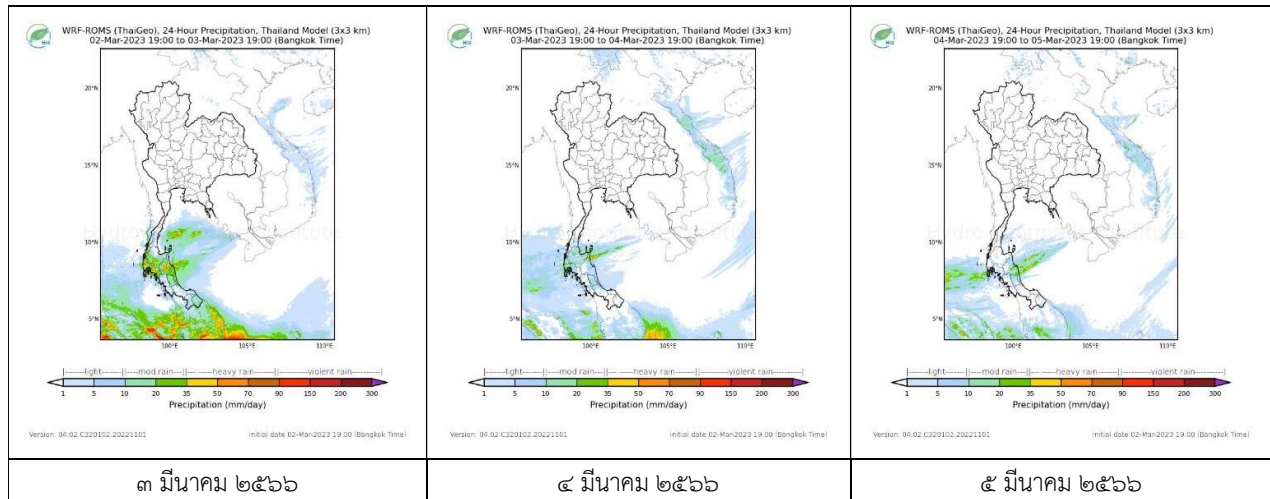 WRF-ROMS (ThaiGeo), 24-Hour Precipitation, Thailand Model (3x3 km)
02-Mar-2023 19:00 to 03-Mar-2023 19:00 (Bangkok Time)
20°N
15°N
10°N
5°N
100°E
105°E
110°E
|--------light--------||----mod rain---||-- -----heavy rain--------||---------violent rain---------|
1 5 10 20 35 50 70 90 150 200 300
Precipitation (mm/day)
Version: 04.02.C320102.20221101
initial date 02-Mar-2023 19:00 (Bangkok Time)
๓ มีนาคม ๒๕๖๖
WRF-ROMS (ThaiGeo), 24-Hour Precipitation, Thailand Model (3x3 km)
03-Mar-2023 19:00 to 04-Mar-2023 19:00 (Bangkok Time)
20°N
15°N
10°N
5°N
100°E
105°E
110°E
|--------light--------||----mod rain---||-- -----heavy rain--------||---------violent rain---------|
1 5 10 20 35 50 70 90 150 200 300
Precipitation (mm/day)
Version: 04.02.C320102.20221101
initial date 02-Mar-2023 19:00 (Bangkok Time)
๔ มีนาคม ๒๕๖๖
WRF-ROMS (ThaiGeo), 24-Hour Precipitation, Thailand Model (3x3 km)
04-Mar-2023 19:00 to 05-Mar-2023 19:00 (Bangkok Time)
20°N
15°N
10°N
5°N
100°E
105°E
110°E
|--------light--------||----mod rain---||-- -----heavy rain--------||---------violent rain---------|
1 5 10 20 35 50 70 90 150 200 300
Precipitation (mm/day)
Version: 04.02.C320102.20221101
initial date 02-Mar-2023 19:00 (Bangkok Time)
๕ มีนาคม ๒๕๖๖